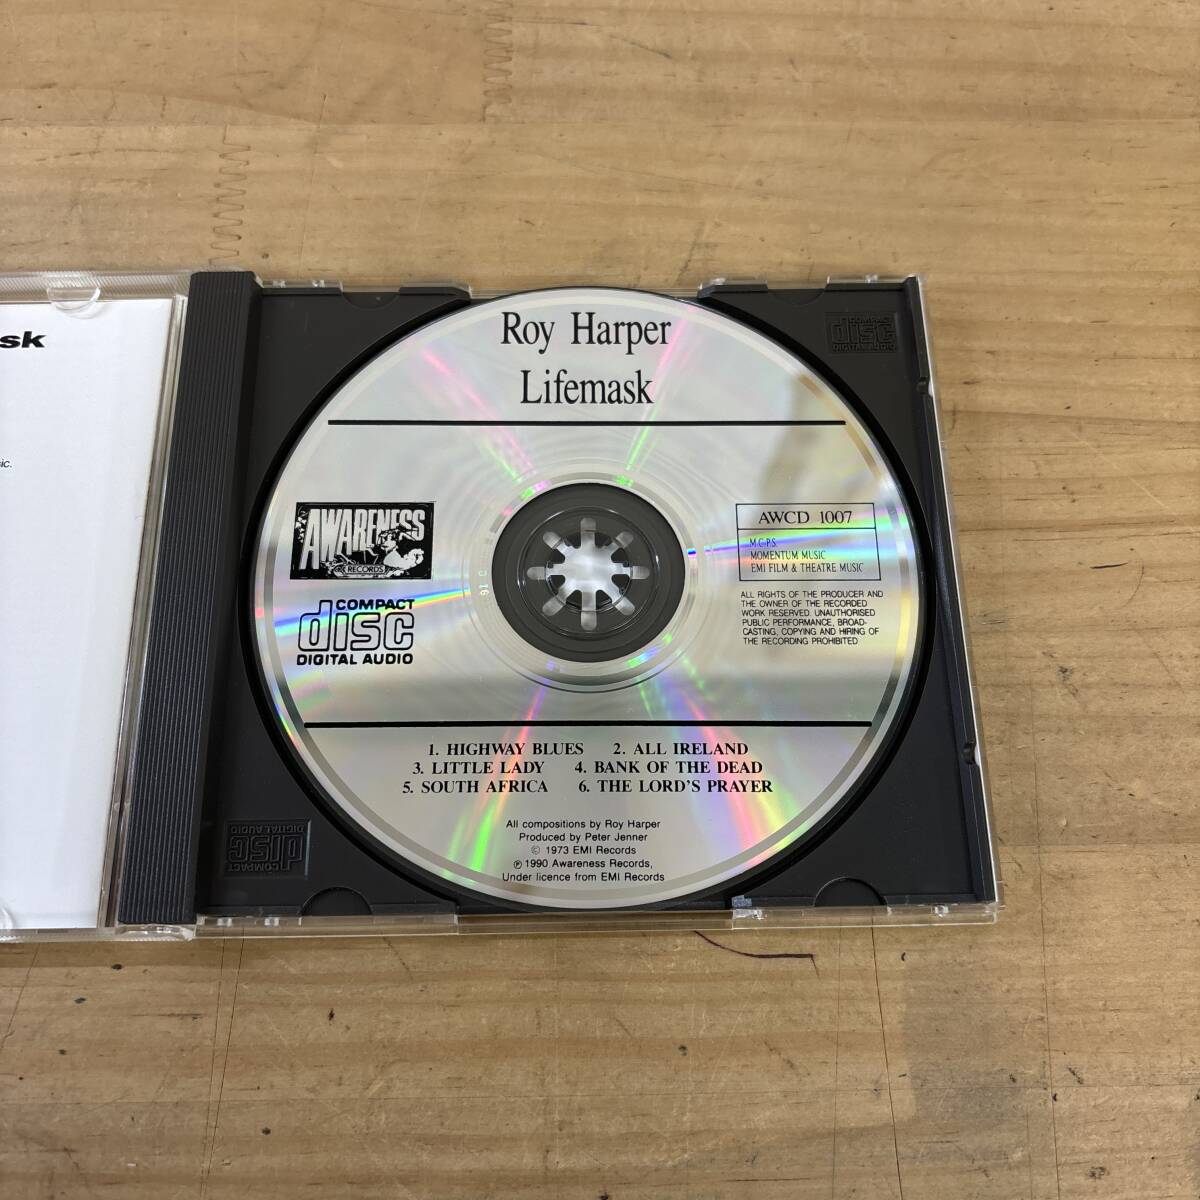 sk
ic.
Roy Harper
Lifemask
AWARENESS
RECORDS
COMPACT
disc
DIGITAL AUDIO
AWCD 1007
M.C.P.S.
MOMENTUM MUSIC
EMI FILM & THEATRE MUSIC
ALL RIGHTS OF THE PRODUCER AND
THE OWNER OF THE RECORDED
WORK RESERVED. UNAUTHORISED
PUBLIC PERFORMANCE, BROAD-
CASTING, COPYING AND HIRING OF
THE RECORDING PROHIBITED
1. HIGHWAY BLUES 2. ALL IRELAND
3. LITTLE LADY 4. BANK OF THE DEAD
5. SOUTH AFRICA 6. THE LORD'S PRAYER
All compositions by Roy Harper
Produced by Peter Jenner
© 1973 EMI Records
℗ 1990 Awareness Records,
Under licence from EMI Records
COMPACT
disc
DIGITAL AUDIO
COMPACT
disc
DIGITAL AUDIO